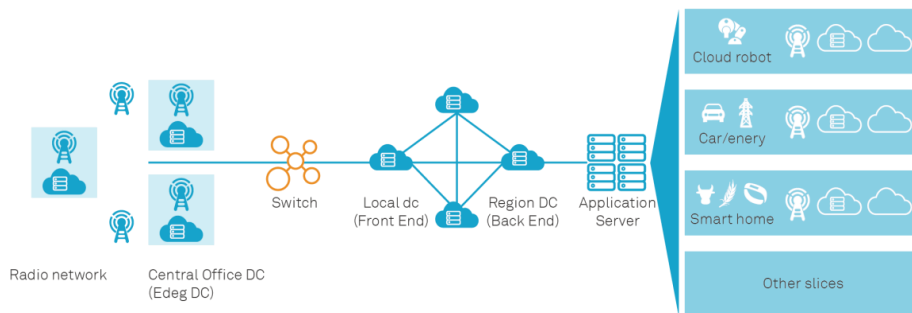 Cloud robot
Car/enery
Smart home
Other slices
Switch
Local dc
(Front End)
Region DC
(Back End)
Application
Server
Radio network
Central Office DC
(Edeg DC)